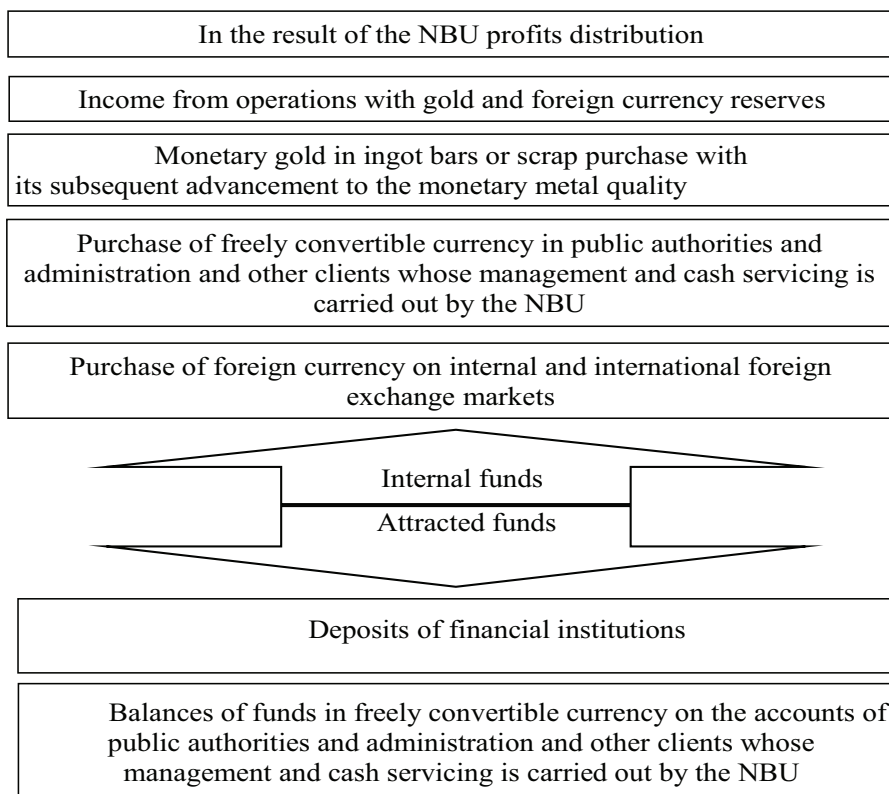 In the result of the NBU profits distribution
Income from operations with gold and foreign currency reserves
Monetary gold in ingot bars or scrap purchase with
its subsequent advancement to the monetary metal quality
Purchase of freely convertible currency in public authorities and
administration and other clients whose management and cash servicing is
carried out by the NBU
Purchase of foreign currency on internal and international foreign
exchange markets
Internal funds
Attracted funds
Deposits of financial institutions
Balances of funds in freely convertible currency on the accounts of
public authorities and administration and other clients whose
management and cash servicing is carried out by the NBU